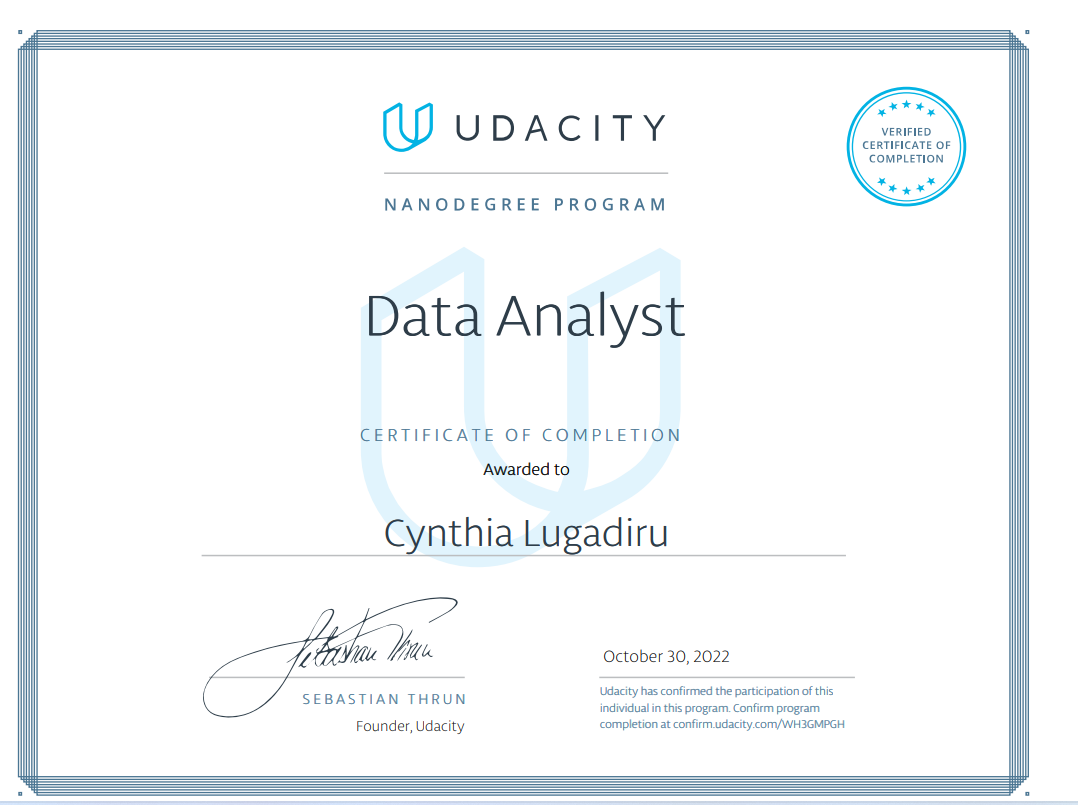 UDACITY
VERIFIED
CERTIFICATE OF
COMPLETION
NANODEGREE PROGRAM
Data Analyst
CERTIFICATE OF COMPLETION
Awarded to
Cynthia Lugadiru
Sebastian Thrun
SEBASTIAN THRUN
Founder, Udacity
October 30, 2022
Udacity has confirmed the participation of this
individual in this program. Confirm program
completion at confirm.udacity.com/WH3GMPGH